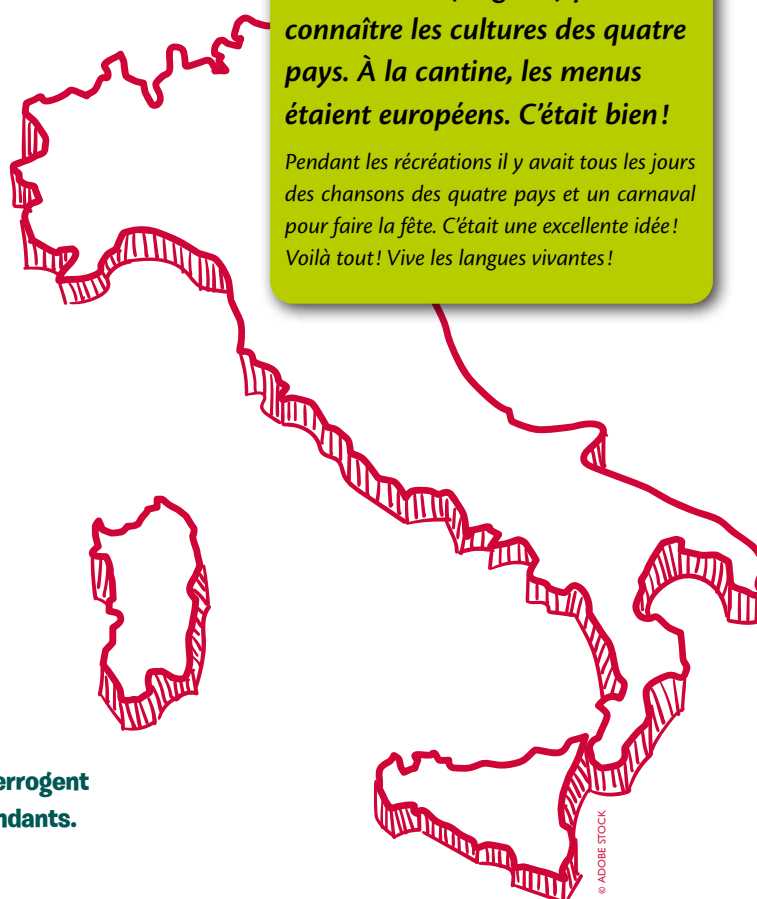 connaître les cultures des quatre
pays. À la cantine, les menus
étaient européens. C’était bien !
Pendant les récréations il y avait tous les jours
des chansons des quatre pays et un carnaval
pour faire la fête. C’était une excellente idée !
Voilà tout ! Vive les langues vivantes !
errogent
ndants.
© ADOBE STOCK